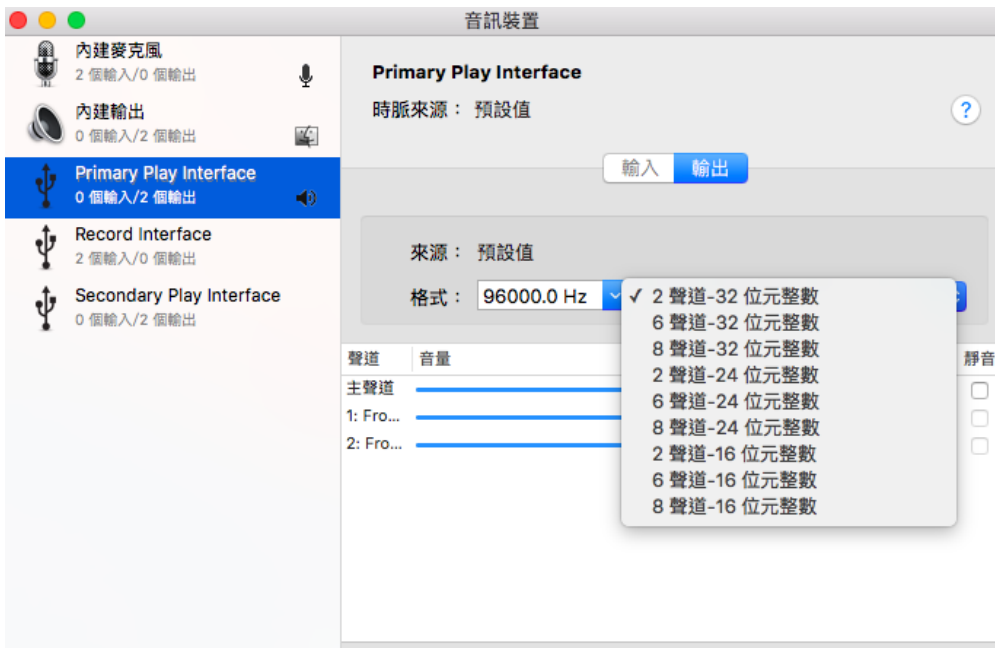 音訊裝置
內建麥克風
2 個輸入/0 個輸出
內建輸出
0 個輸入/2 個輸出
Primary Play Interface
0 個輸入/2 個輸出
Record Interface
2 個輸入/0 個輸出
Secondary Play Interface
0 個輸入/2 個輸出
Primary Play Interface
時脈來源： 預設值
?
輸入 輸出
來源： 預設值
格式： 96000.0 Hz
✓ 2 聲道-32 位元整數
6 聲道-32 位元整數
8 聲道-32 位元整數
2 聲道-24 位元整數
6 聲道-24 位元整數
8 聲道-24 位元整數
2 聲道-16 位元整數
6 聲道-16 位元整數
8 聲道-16 位元整數
聲道 音量 靜音
主聲道
1: Fro...
2: Fro...